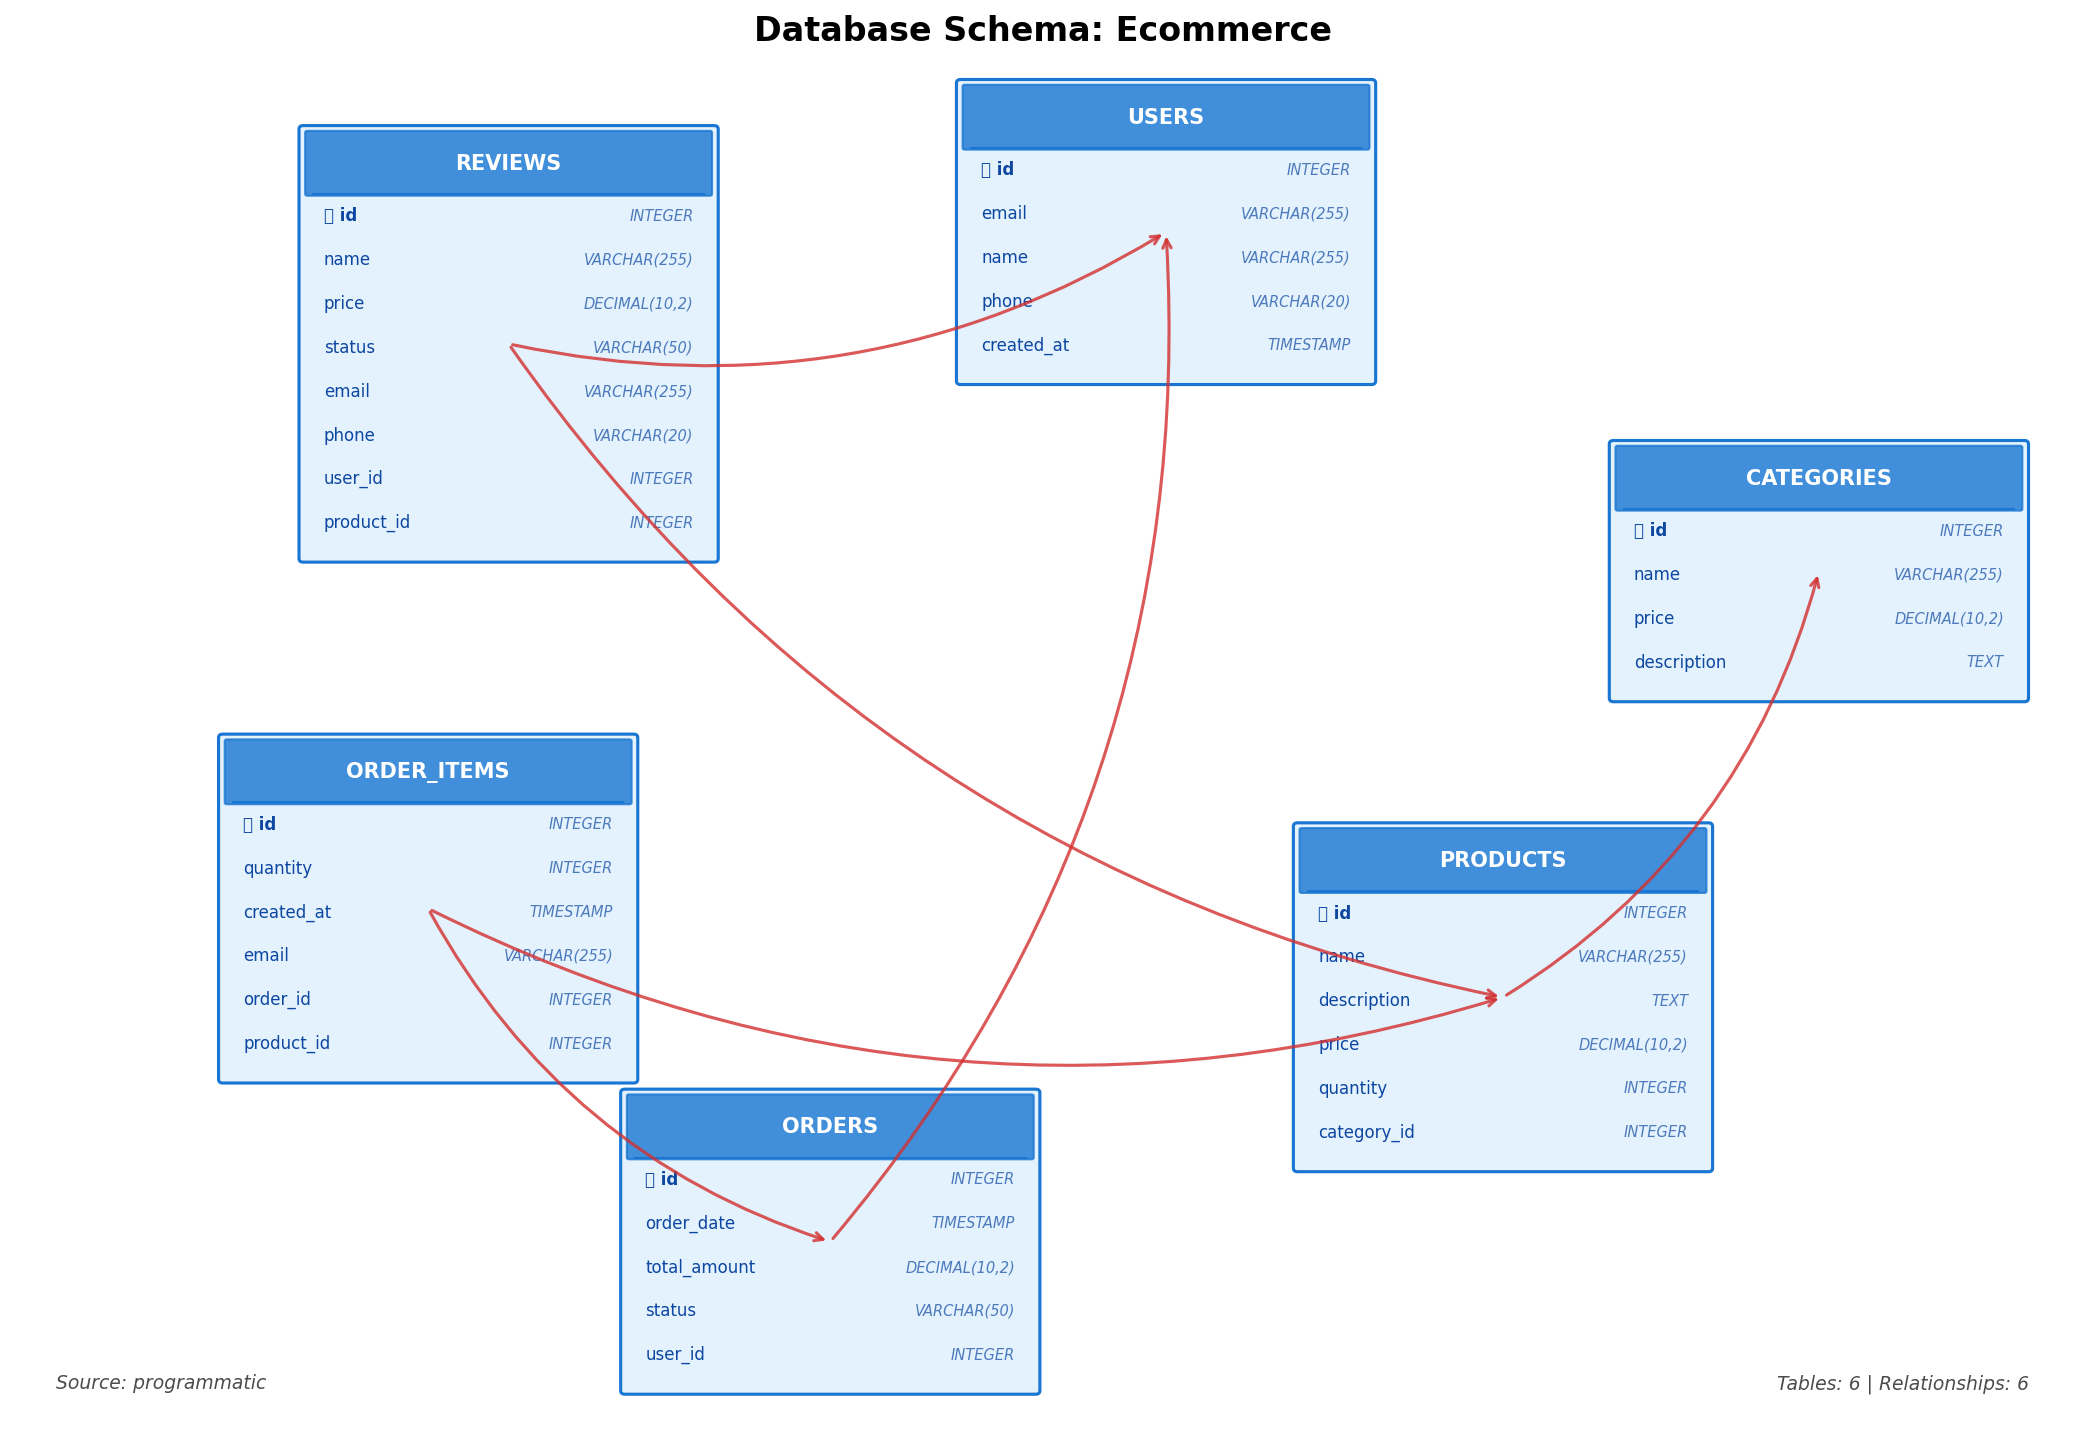 Database Schema: Ecommerce
REVIEWS
id INTEGER
name VARCHAR(255)
price DECIMAL(10,2)
status VARCHAR(50)
email VARCHAR(255)
phone VARCHAR(20)
user_id INTEGER
product_id INTEGER
USERS
id INTEGER
email VARCHAR(255)
name VARCHAR(255)
phone VARCHAR(20)
created_at TIMESTAMP
CATEGORIES
id INTEGER
name VARCHAR(255)
price DECIMAL(10,2)
description TEXT
ORDER_ITEMS
id INTEGER
quantity INTEGER
created_at TIMESTAMP
email VARCHAR(255)
order_id INTEGER
product_id INTEGER
PRODUCTS
id INTEGER
name VARCHAR(255)
description TEXT
price DECIMAL(10,2)
quantity INTEGER
category_id INTEGER
ORDERS
id INTEGER
order_date TIMESTAMP
total_amount DECIMAL(10,2)
status VARCHAR(50)
user_id INTEGER
Source: programmatic
Tables: 6 | Relationships: 6